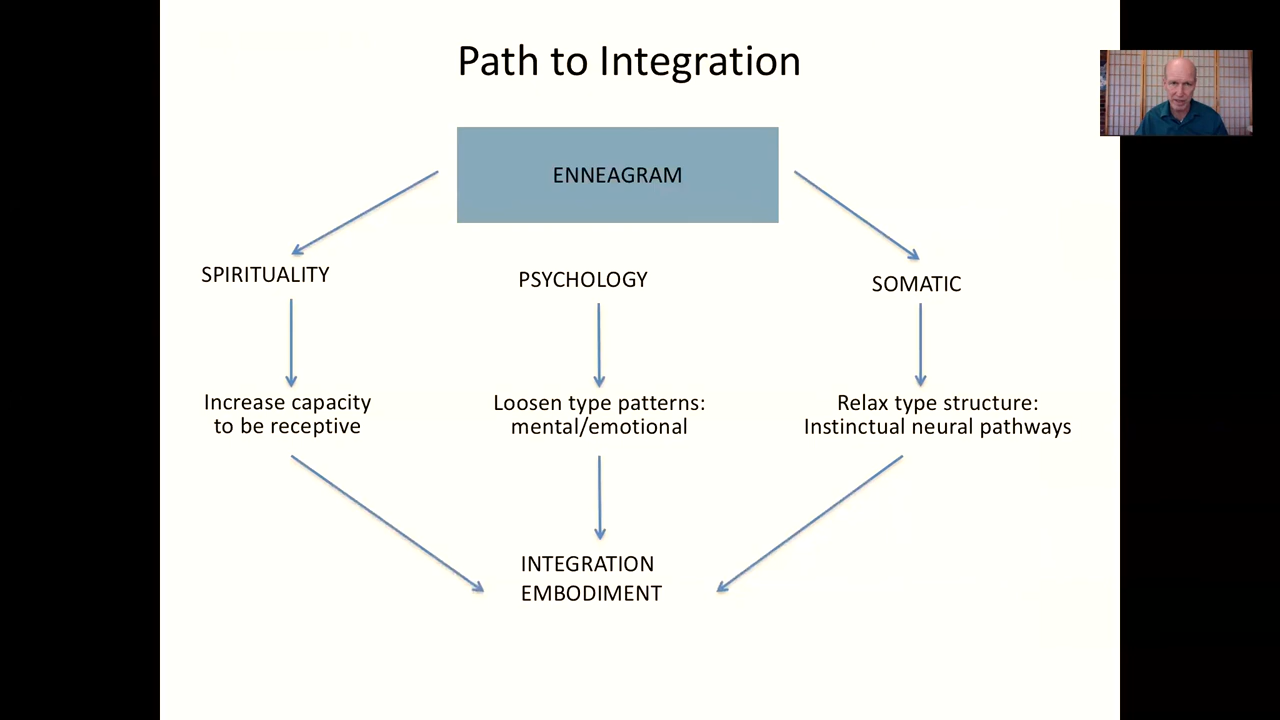 Path to Integration
ENNEAGRAM
SPIRITUALITY
PSYCHOLOGY
SOMATIC
Increase capacity
to be receptive
Loosen type patterns:
mental/emotional
Relax type structure:
Instinctual neural pathways
INTEGRATION
EMBODIMENT